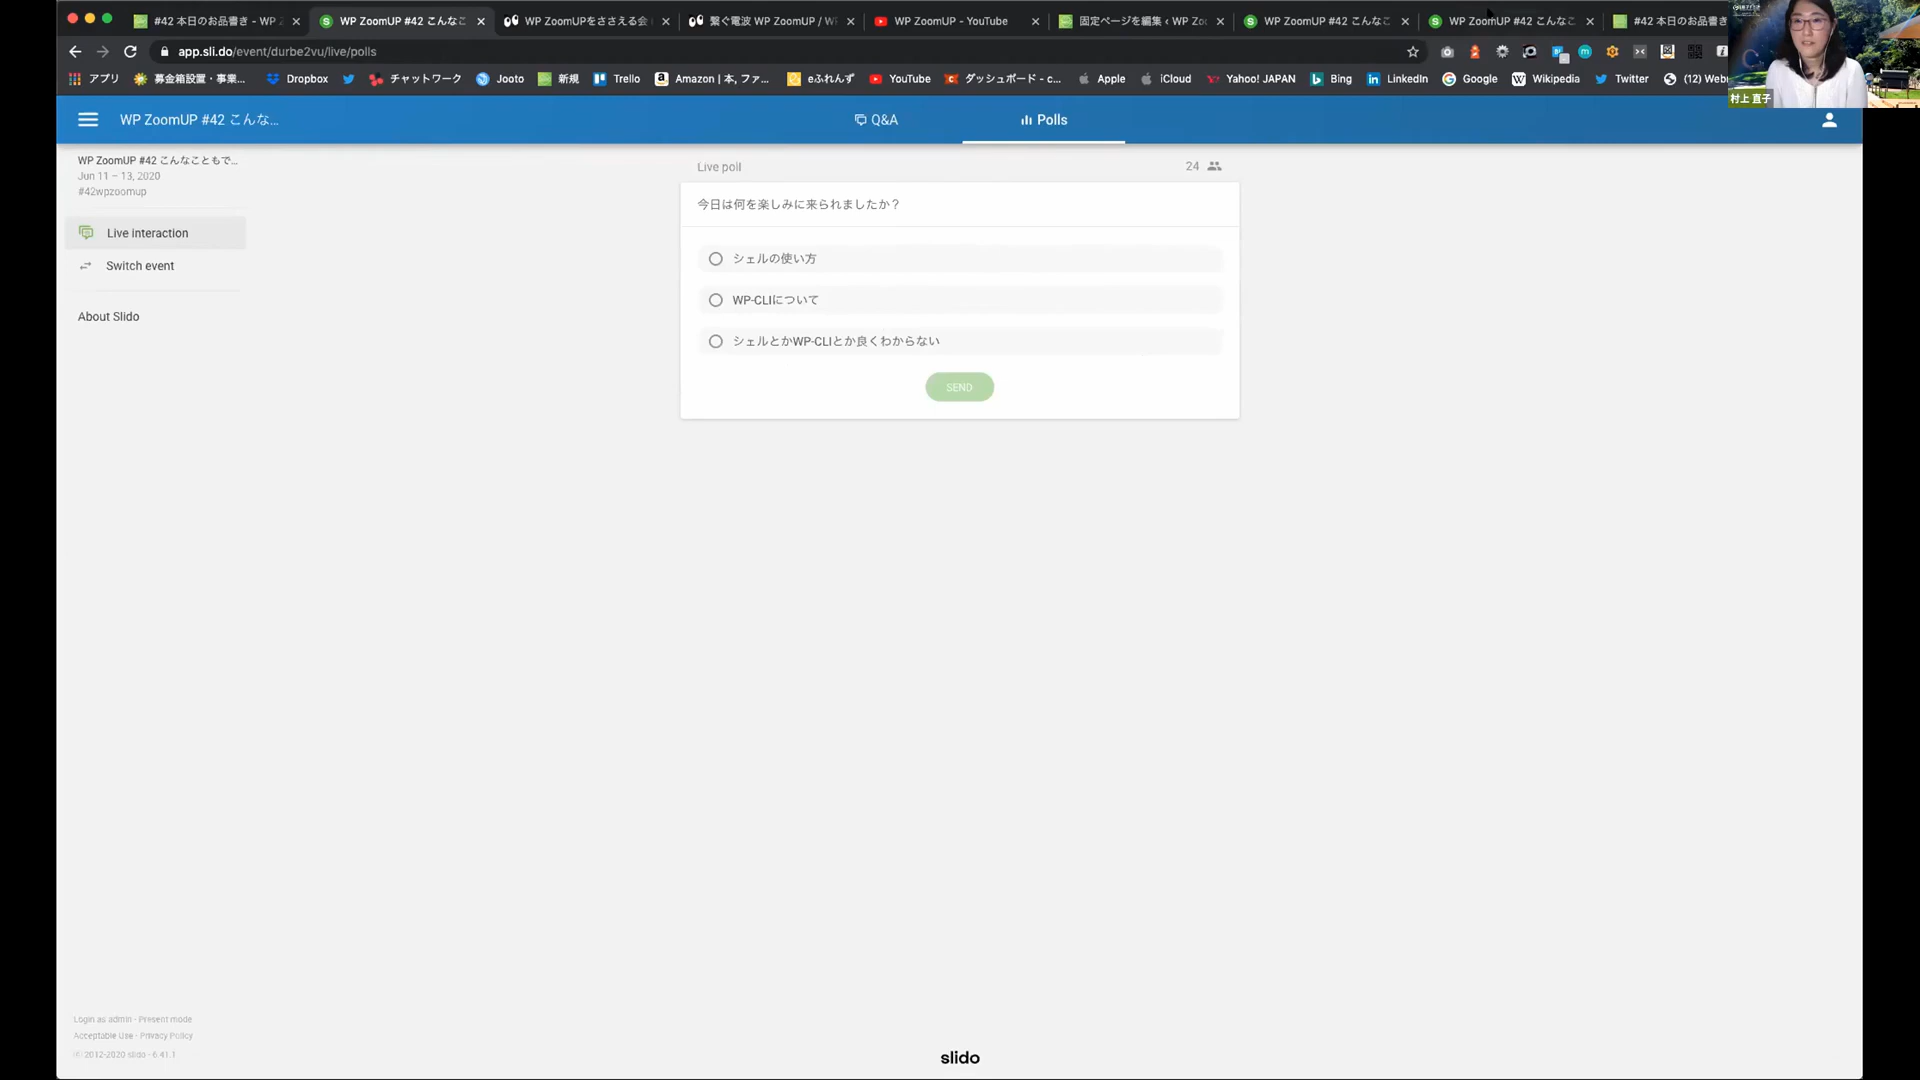 #42 本日のお品書き - WP Z
WP ZoomUP #42 こんなこ
WP ZoomUPをささえる会
繋ぐ電波 WP ZoomUP / W
WP ZoomUP - YouTube
固定ページを編集 ‹ WP Zo
WP ZoomUP #42 こんなこ
WP ZoomUP #42 こんなこ
#42 本日のお品書き
app.sli.do/event/durbe2vu/live/polls
アプリ
募金箱設置・事業...
Dropbox
チャットワーク
Jooto
新規
Trello
Amazon | 本, ファ...
eふれんず
YouTube
ダッシュボード - c...
Apple
iCloud
Yahoo! JAPAN
Bing
LinkedIn
Google
Wikipedia
Twitter
(12) Web
村上 直子
WP ZoomUP #42 こんな...
Q&A
Polls
WP ZoomUP #42 こんなこともで...
Jun 11 – 13, 2020
#42wpzoomup
Live interaction
Switch event
About Slido
Live poll
24
今日は何を楽しみに来られましたか？
シェルの使い方
WP-CLIについて
シェルとかWP-CLIとか良くわからない
SEND
Login as admin - Present mode
Acceptable Use - Privacy Policy
© 2012-2020 slido - 6.41.1
slido